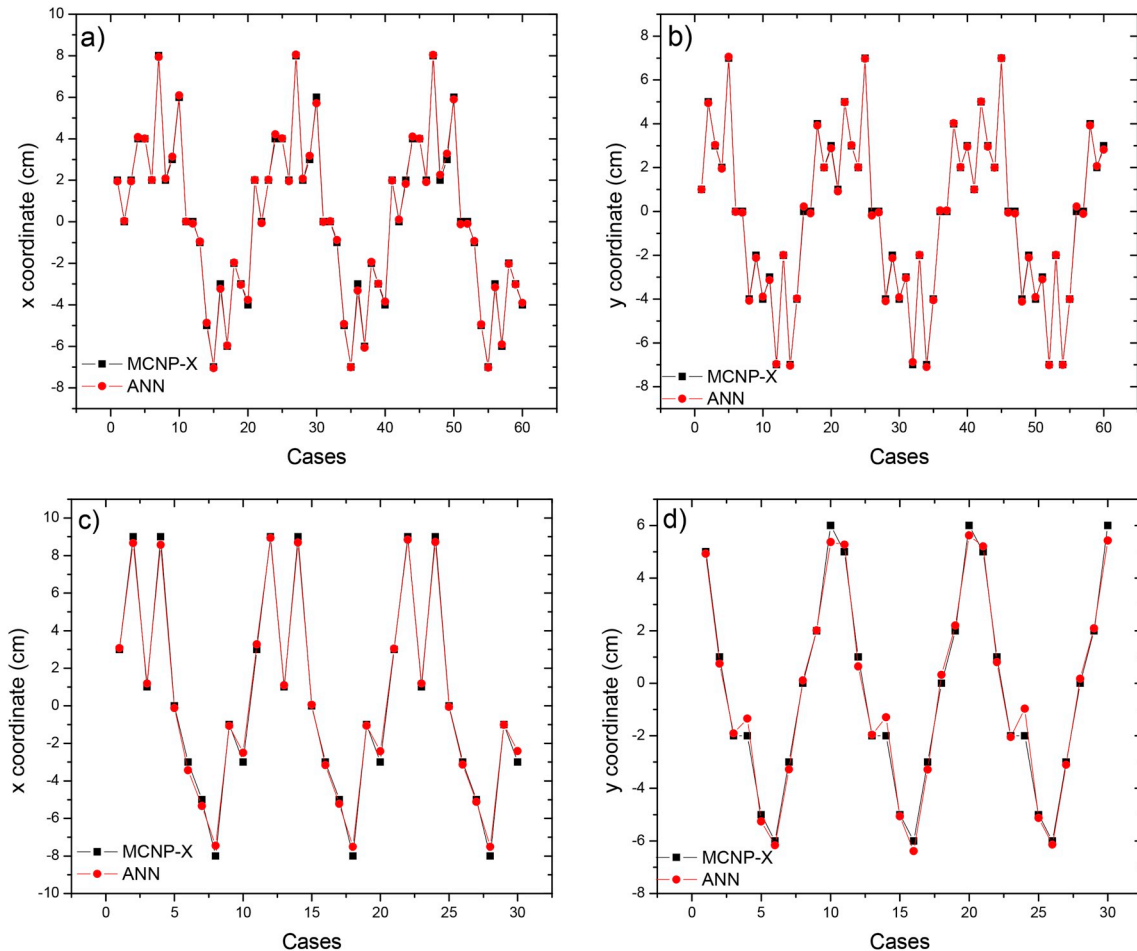 a)
x coordinate (cm)
10
8
6
4
2
0
-2
-4
-6
-8
MCNP-X
ANN
0 10 20 30 40 50 60
Cases
b)
y coordinate (cm)
8
6
4
2
0
-2
-4
-6
-8
MCNP-X
ANN
0 10 20 30 40 50 60
Cases
c)
x coordinate (cm)
10
8
6
4
2
0
-2
-4
-6
-8
-10
MCNP-X
ANN
0 5 10 15 20 25 30
Cases
d)
y coordinate (cm)
6
4
2
0
-2
-4
-6
-8
MCNP-X
ANN
0 5 10 15 20 25 30
Cases